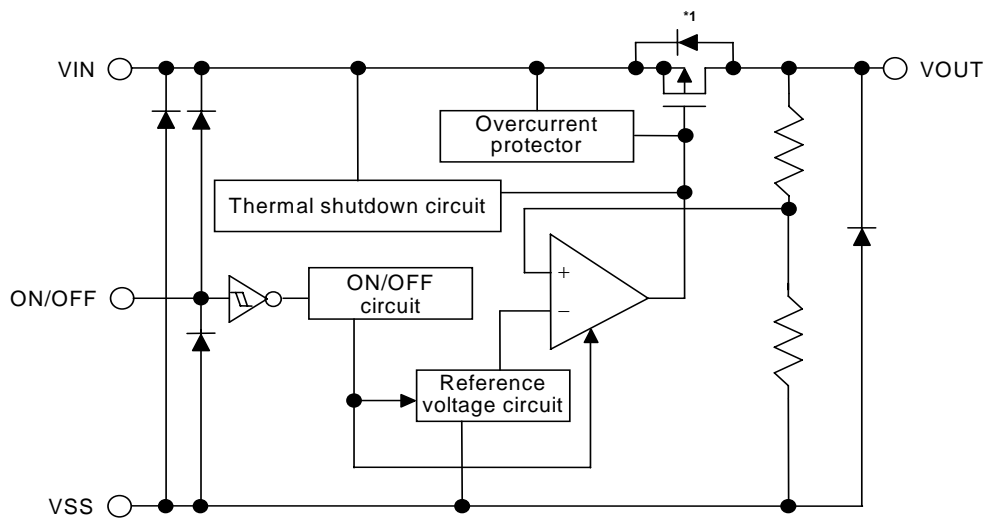 *1
VIN
VOUT
Overcurrent
protector
Thermal shutdown circuit
ON/OFF
ON/OFF
circuit
+
−
Reference
voltage circuit
VSS